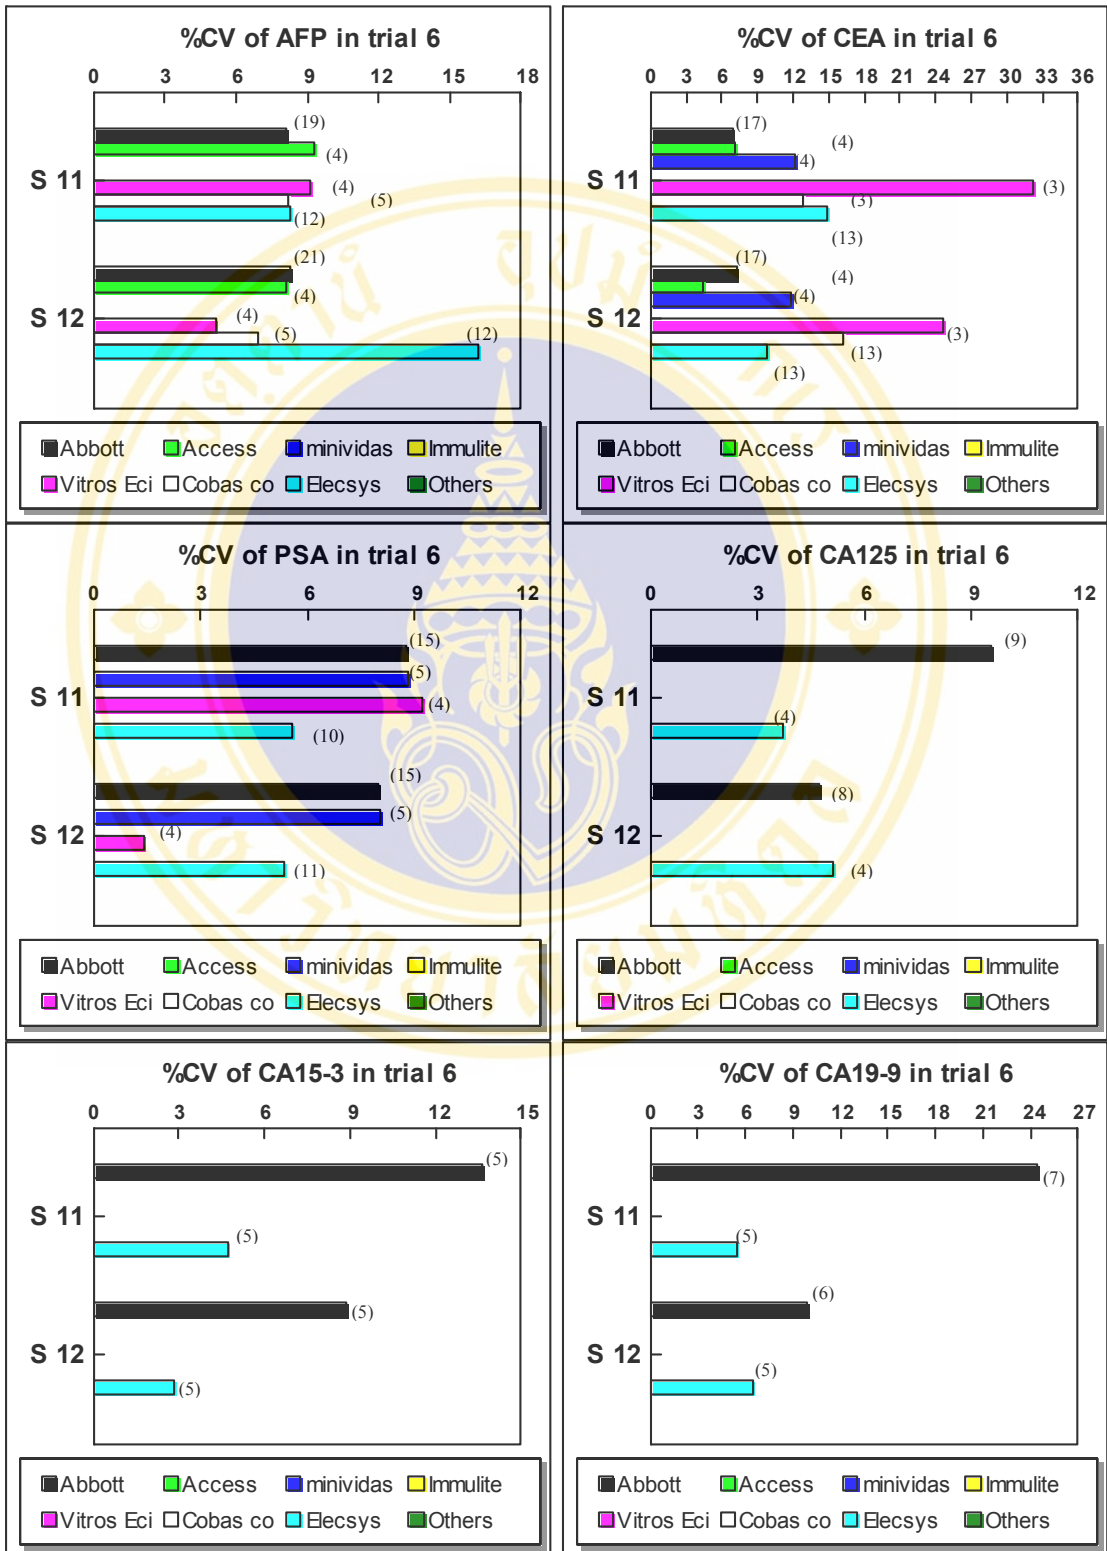 %CV of AFP in trial 6
0 3 6 9 12 15 18
(19)
(4)
S 11
(4)
(5)
(12)
(21)
(4)
S 12
(4)
(5)
(12)
Abbott Access minividas Immulite
Vitros Eci Cobas co Elecsys Others
%CV of CEA in trial 6
0 3 6 9 12 15 18 21 24 27 30 33 36
(17)
(4)
(4)
S 11
(3)
(3)
(13)
(17)
(4)
(4)
S 12
(3)
(13)
(13)
Abbott Access minividas Immulite
Vitros Eci Cobas co Elecsys Others
%CV of PSA in trial 6
0 3 6 9 12
(15)
(5)
S 11
(4)
(10)
(15)
(5)
S 12
(4)
(11)
Abbott Access minividas Immulite
Vitros Eci Cobas co Elecsys Others
%CV of CA125 in trial 6
0 3 6 9 12
(9)
S 11
(4)
(8)
S 12
(4)
Abbott Access minividas Immulite
Vitros Eci Cobas co Elecsys Others
%CV of CA15-3 in trial 6
0 3 6 9 12 15
(5)
S 11
(5)
(5)
S 12
(5)
Abbott Access minividas Immulite
Vitros Eci Cobas co Elecsys Others
%CV of CA19-9 in trial 6
0 3 6 9 12 15 18 21 24 27
(7)
S 11
(5)
(6)
S 12
(5)
Abbott Access minividas Immulite
Vitros Eci Cobas co Elecsys Others